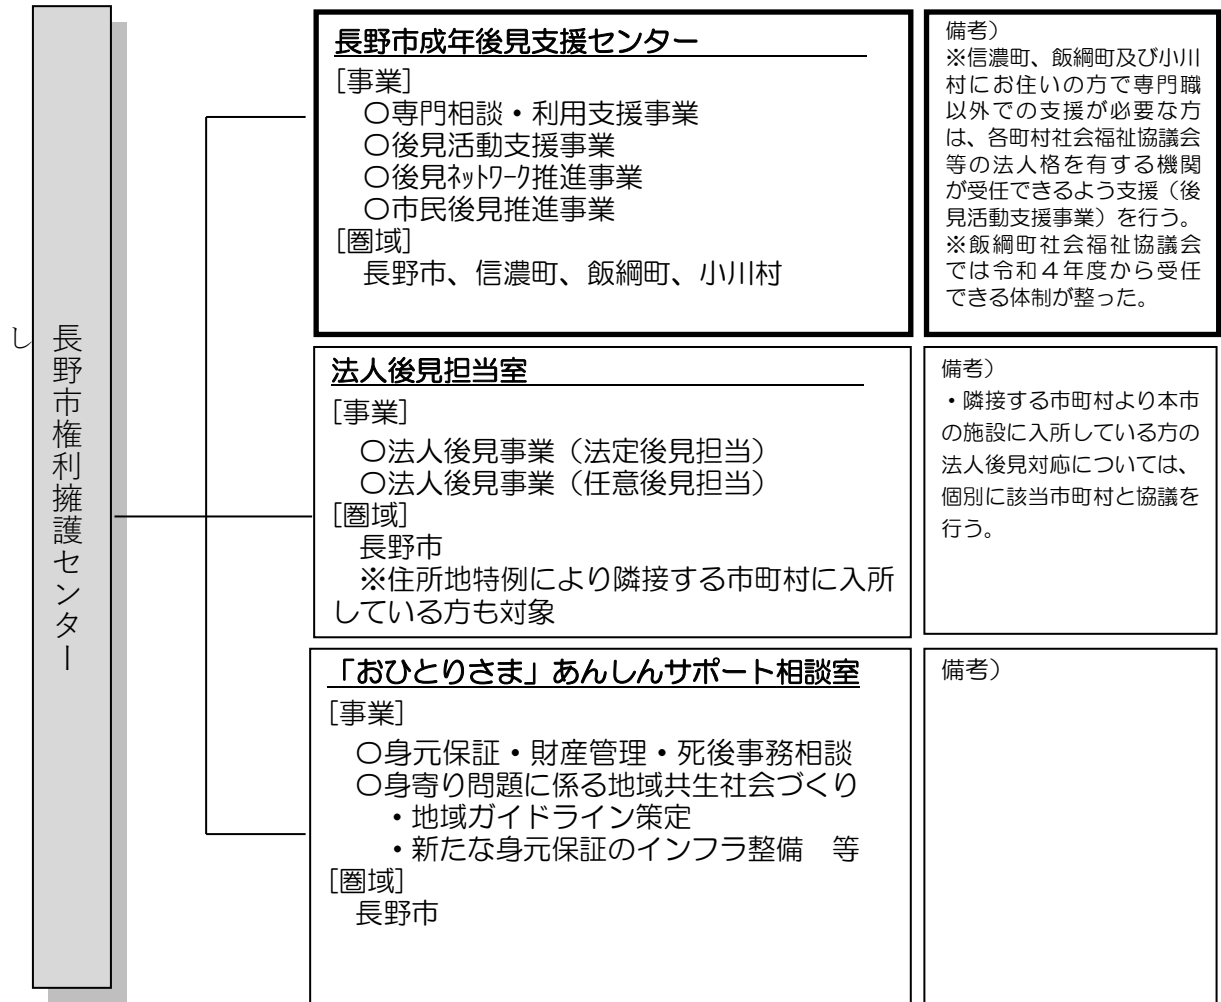 し
長野市権利擁護センター
長野市成年後見支援センター
[事業]
〇専門相談・利用支援事業
〇後見活動支援事業
〇後見ﾈｯﾄﾜｰｸ推進事業
〇市民後見推進事業
[圏域]
長野市、信濃町、飯綱町、小川村
備考）
※信濃町、飯綱町及び小川
村にお住いの方で専門職
以外での支援が必要な方
は、各町村社会福祉協議会
等の法人格を有する機関
が受任できるよう支援（後
見活動支援事業）を行う。
※飯綱町社会福祉協議会
では令和４年度から受任
できる体制が整った。
法人後見担当室
[事業]
〇法人後見事業（法定後見担当）
〇法人後見事業（任意後見担当）
[圏域]
長野市
※住所地特例により隣接する市町村に入所
している方も対象
備考）
・隣接する市町村より本市
の施設に入所している方の
法人後見対応については、
個別に該当市町村と協議を
行う。
「おひとりさま」あんしんサポート相談室
[事業]
〇身元保証・財産管理・死後事務相談
〇身寄り問題に係る地域共生社会づくり
・地域ガイドライン策定
・新たな身元保証のインフラ整備　等
[圏域]
長野市
備考）